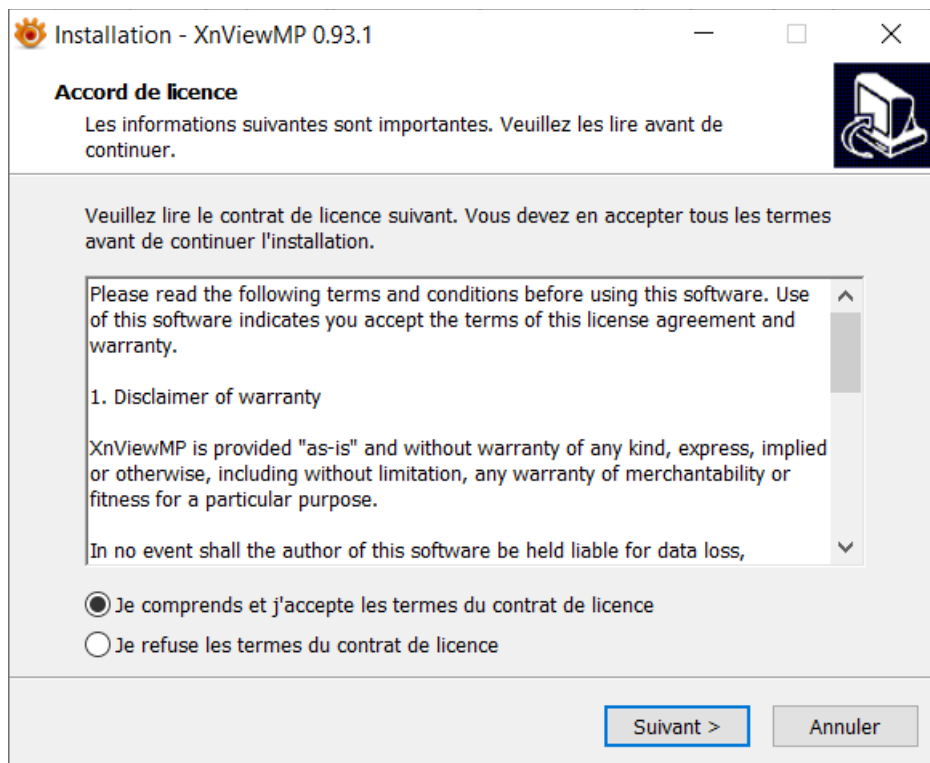 Installation - XnViewMP 0.93.1
Accord de licence
Les informations suivantes sont importantes. Veuillez les lire avant de
continuer.
Veuillez lire le contrat de licence suivant. Vous devez en accepter tous les termes
avant de continuer l'installation.
Please read the following terms and conditions before using this software. Use
of this software indicates you accept the terms of this license agreement and
warranty.
1. Disclaimer of warranty
XnViewMP is provided "as-is" and without warranty of any kind, express, implied
or otherwise, including without limitation, any warranty of merchantability or
fitness for a particular purpose.
In no event shall the author of this software be held liable for data loss,
Je comprends et j'accepte les termes du contrat de licence
Je refuse les termes du contrat de licence
Suivant >
Annuler